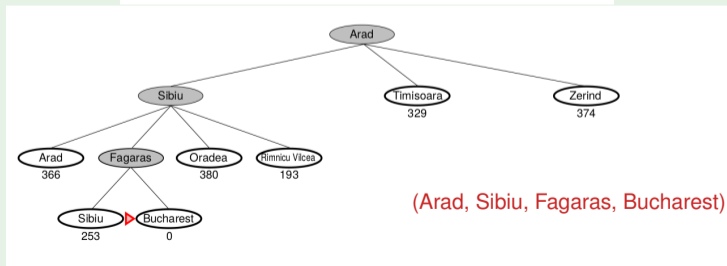 Arad
Sibiu Timisoara Zerind
329 374
Arad Fagaras Oradea Rimnicu Vilcea
366 380 193
(Arad, Sibiu, Fagaras, Bucharest)
Sibiu Bucharest
253 0